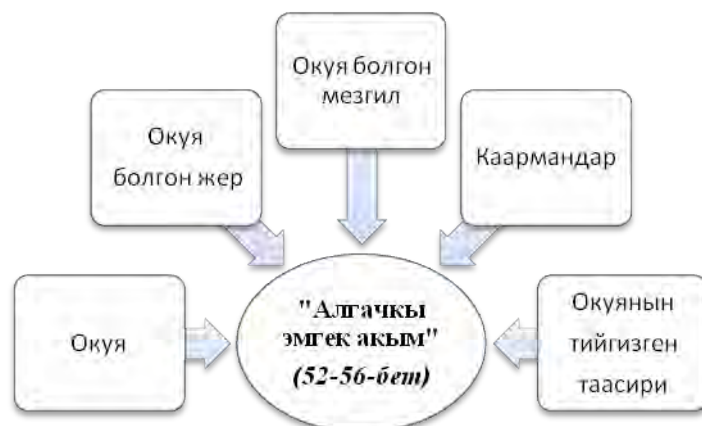 Окуя
Окуя
болгон жер
Окуя болгон
мезгил
Каармандар
Окуянын
тийгизген
таасири
"Алгачкы
эмгек акым"
(52-56-бет)